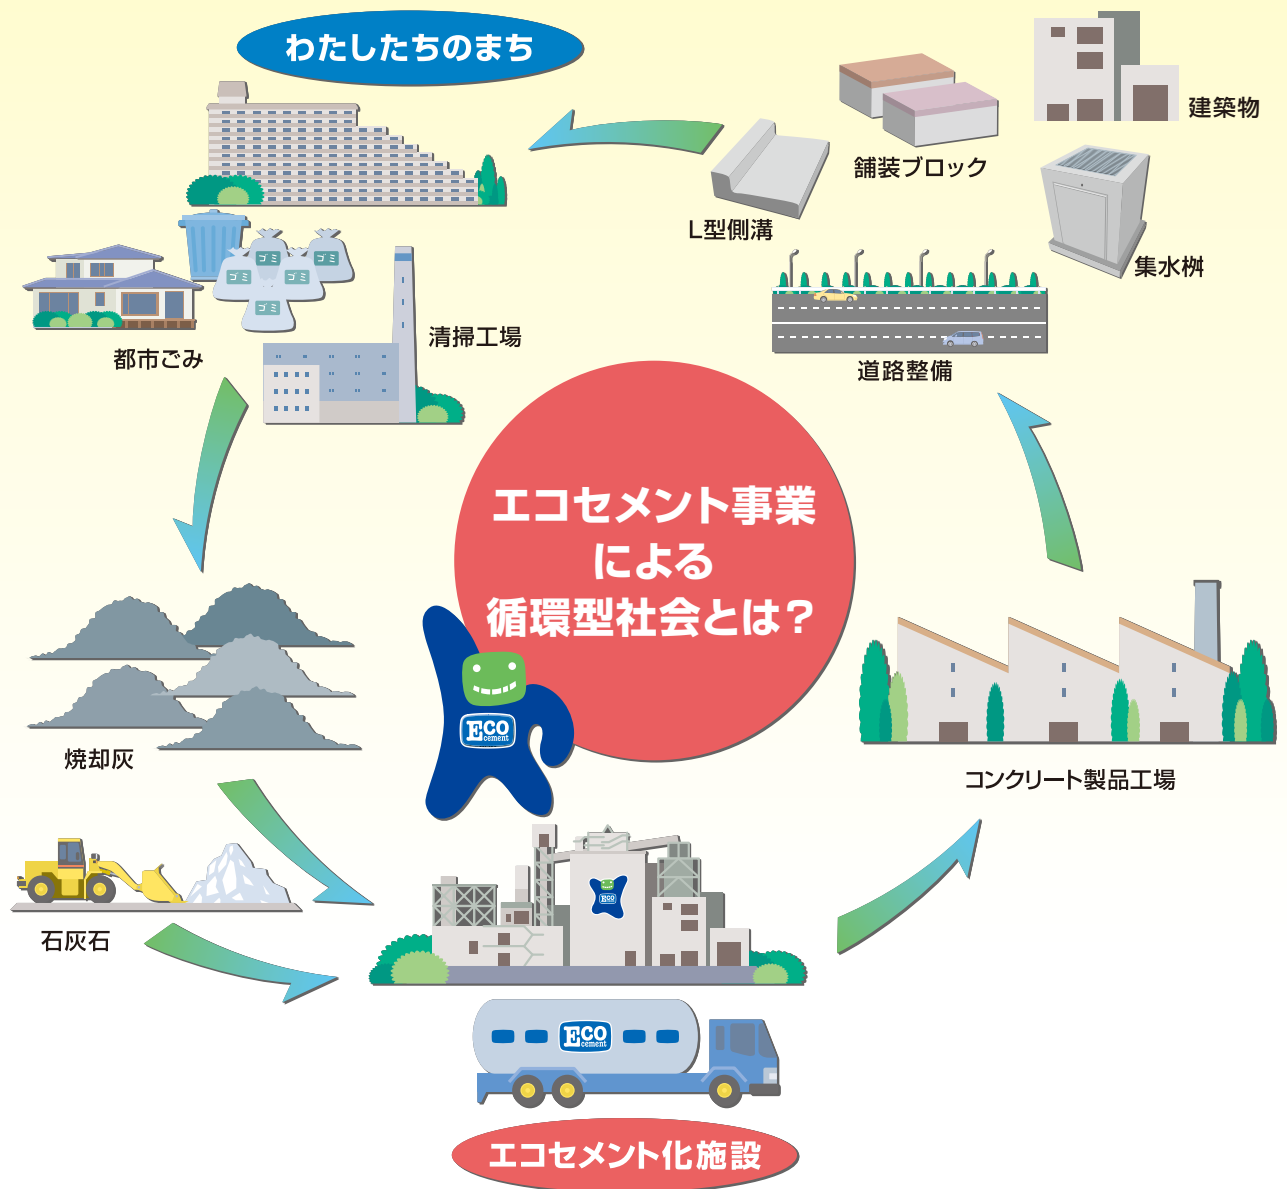 わたしたちのまち
建築物
舗装ブロック
L型側溝
集水桝
ゴミ
ゴミ
ゴミ
ゴミ
清掃工場
都市ごみ
道路整備
エコセメント事業
による
循環型社会とは？
ECO
cement
焼却灰
コンクリート製品工場
ECO
石灰石
ECO
cement
エコセメント化施設